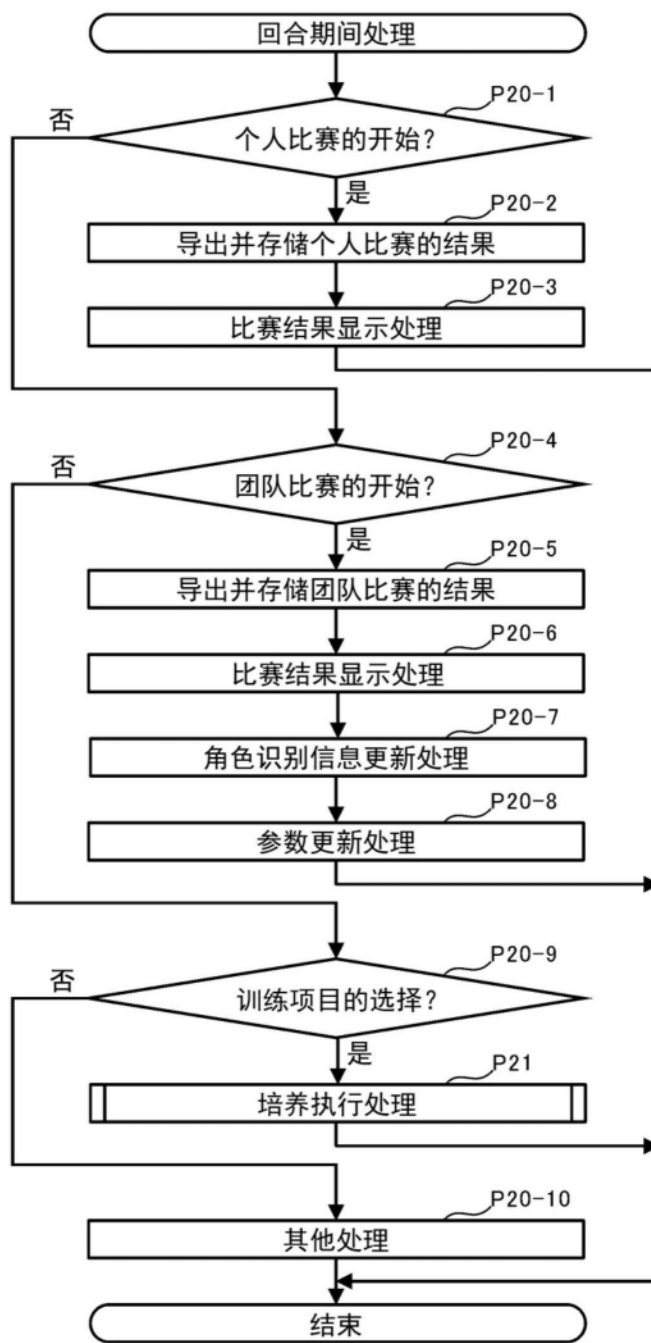 回合期间处理
P20-1
否
个人比赛的开始？
是
P20-2
导出并存储个人比赛的结果
P20-3
比赛结果显示处理
P20-4
否
团队比赛的开始？
是
P20-5
导出并存储团队比赛的结果
P20-6
比赛结果显示处理
P20-7
角色识别信息更新处理
P20-8
参数更新处理
P20-9
否
训练项目的选择？
是
P21
培养执行处理
P20-10
其他处理
结束